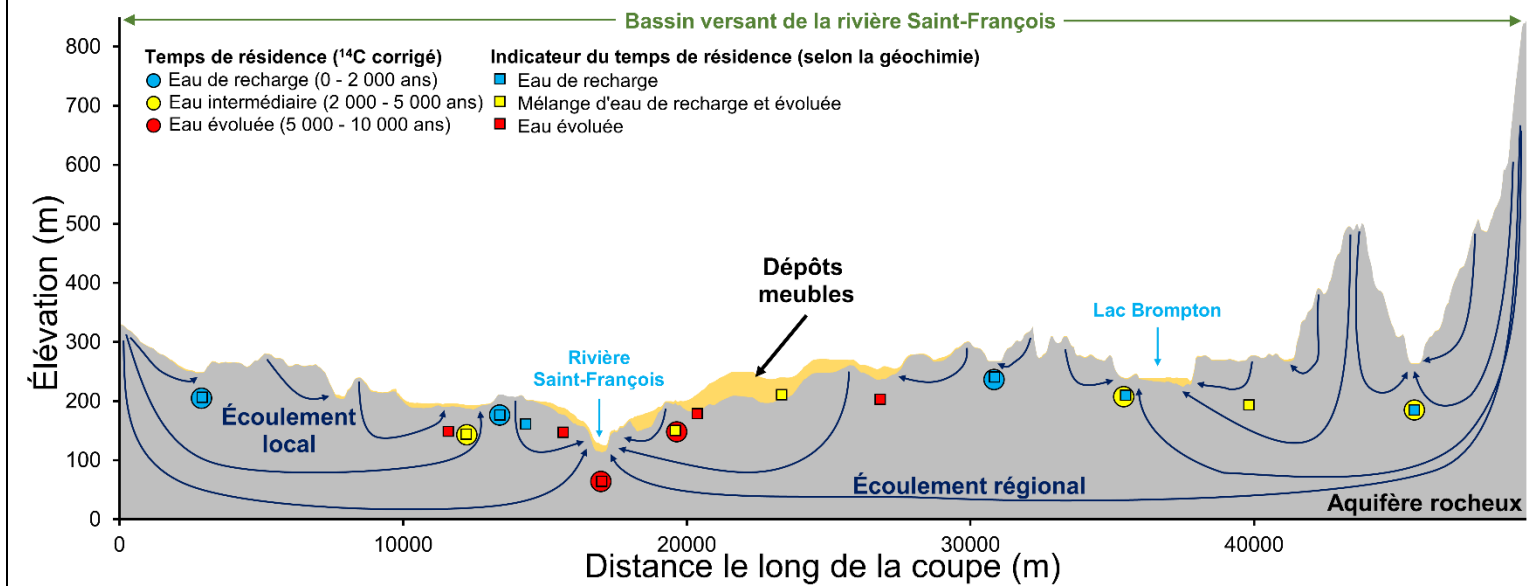 Bassin versant de la rivière Saint-François
Temps de résidence (¹⁴C corrigé)
Eau de recharge (0 - 2 000 ans)
Eau intermédiaire (2 000 - 5 000 ans)
Eau évoluée (5 000 - 10 000 ans)
Indicateur du temps de résidence (selon la géochimie)
Eau de recharge
Mélange d'eau de recharge et évoluée
Eau évoluée
Élévation (m)
800
700
600
500
400
300
200
100
0
Dépôts
meubles
Lac Brompton
Rivière
Saint-François
Écoulement
local
Écoulement régional
Aquifère rocheux
0
10000
20000
30000
40000
Distance le long de la coupe (m)